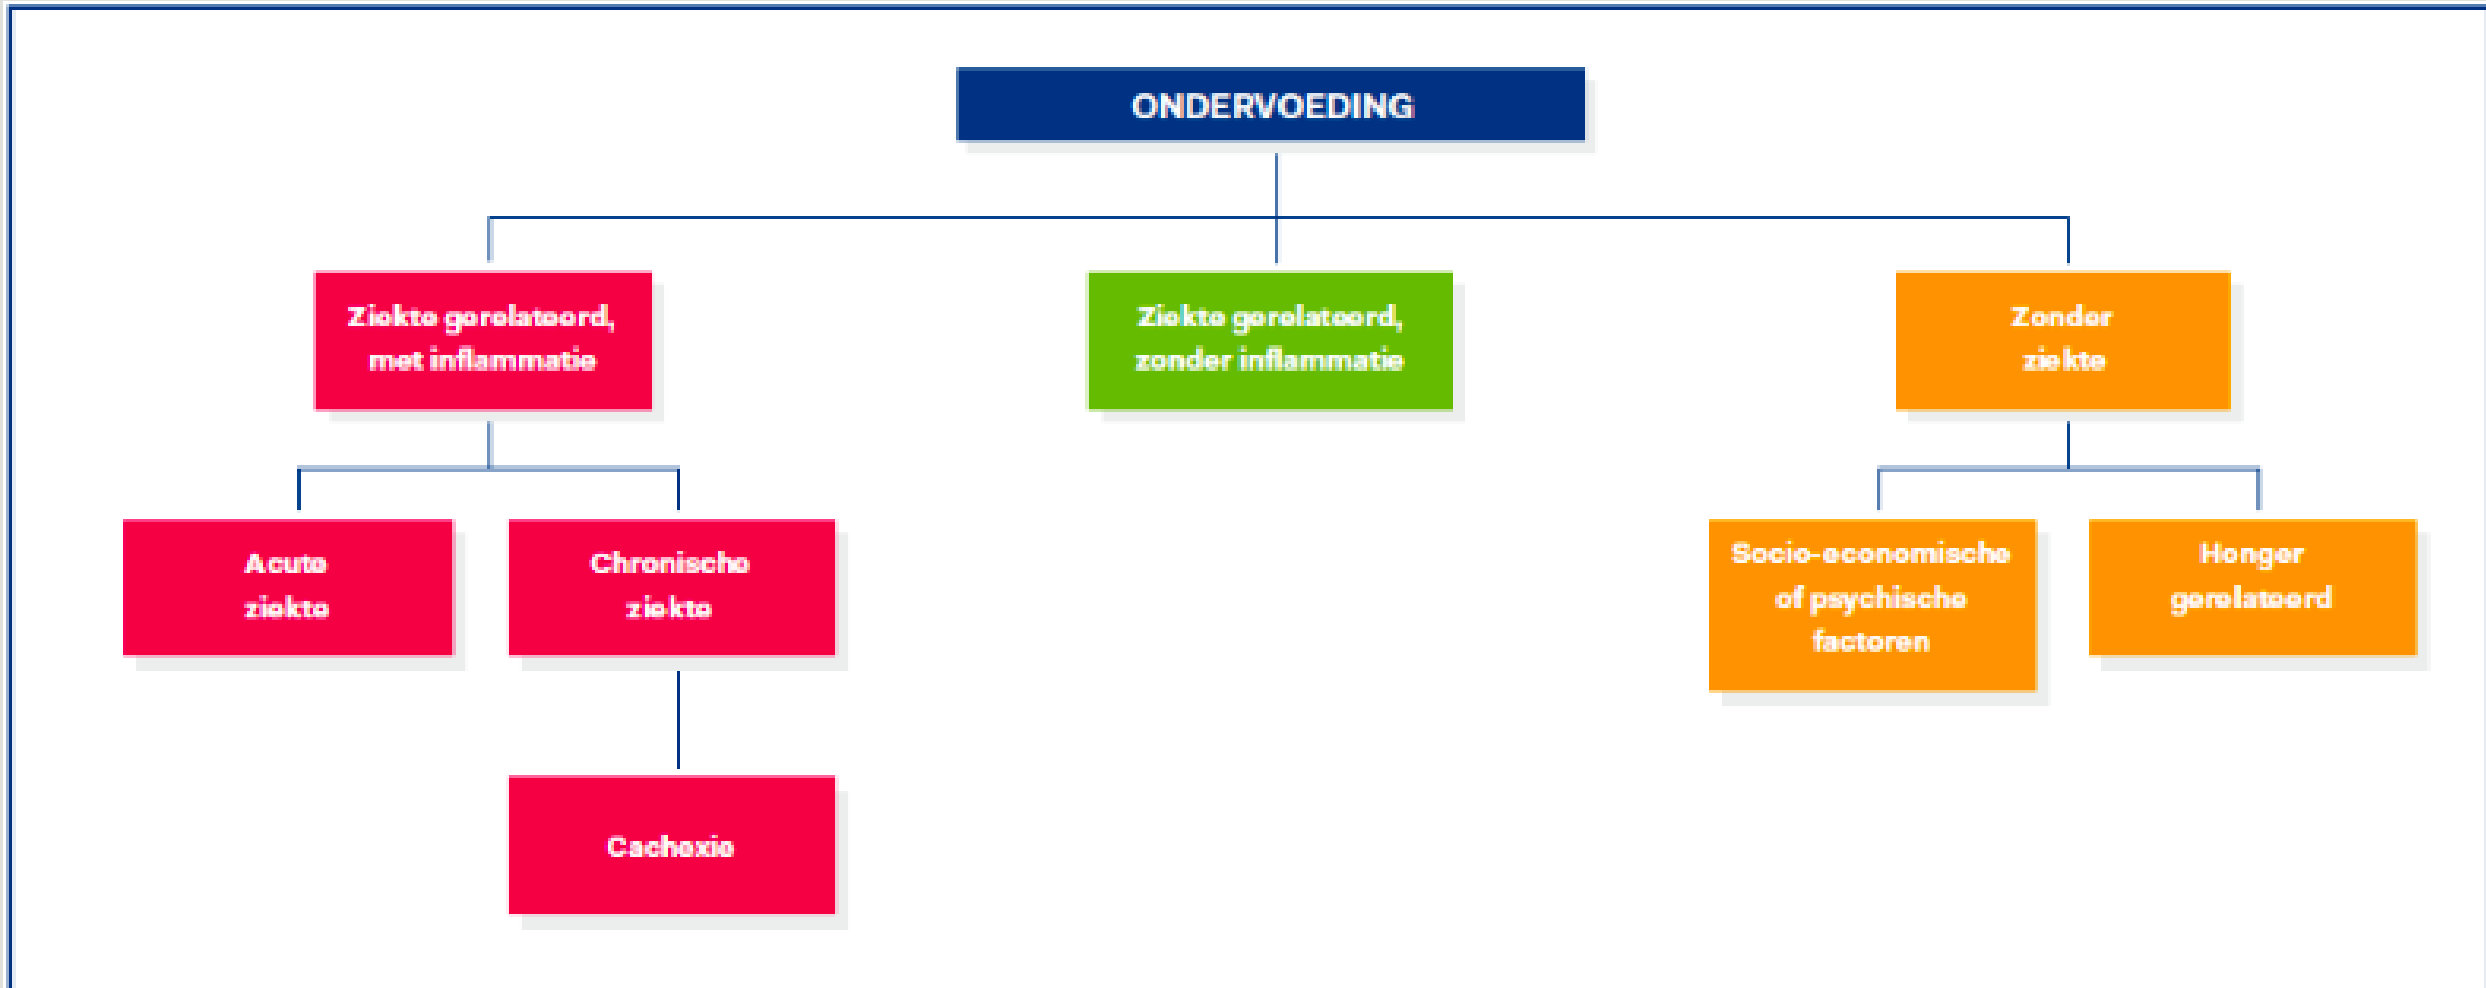 ONDERVOEDING
Ziekte gerelateerd,
met inflammatie
Ziekte gerelateerd,
zonder inflammatie
Zonder
ziekte
Acute
ziekte
Chronische
ziekte
Socio-economische
of psychische
factoren
Honger
gerelateerd
Cachexie